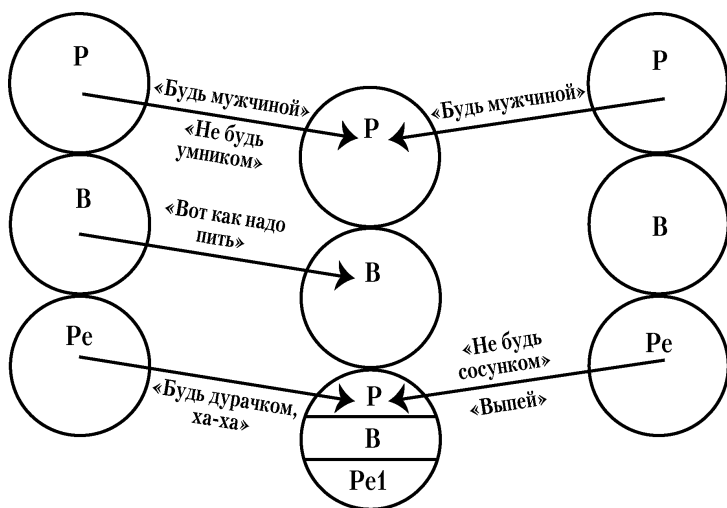 Р
Р
Р
«Будь мужчиной»
«Будь мужчиной»
«Не будь
умником»
В
«Вот как надо
пить»
В
В
Ре
«Не будь
сосунком»
Ре
«Будь дурачком,
ха-ха»
Р
«Выпей»
В
Ре1